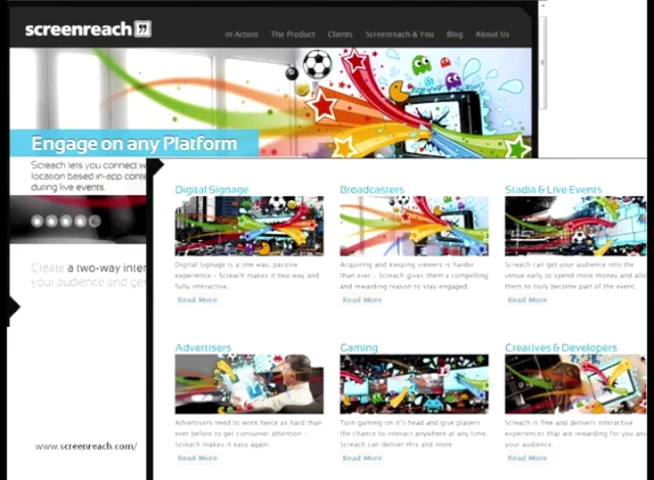 screenreach
In Action The Product Clients Screenreach & You Blog About Us
Engage on any Platform
Screach lets you connect w
location based in-app conte
during live events.
Create a two-way inter
your audience and ge
www.screenreach.com/
Digital Signage
Digital Signage is a one way, passive
experience - Screach makes it two way and
fully interactive.
Read More
Broadcasters
Acquiring and keeping viewers is harder
than ever - Screach gives them a compelling
and rewarding reason to stay engaged.
Read More
Stadia & Live Events
Screach can get your audience into the
venue early to spend more money and allo
them to truly become part of the event.
Read More
Advertisers
Advertisers need to work twice as hard than
ever before to get consumer attention -
Screach makes it easy again.
Read More
Gaming
Turn gaming on it's head and give players
the chance to interact anywhere at any time.
Screach can deliver this and more.
Read More
Creatives & Developers
Screach is free and delivers interactive
experiences that are rewarding for you and
your audience.
Read More